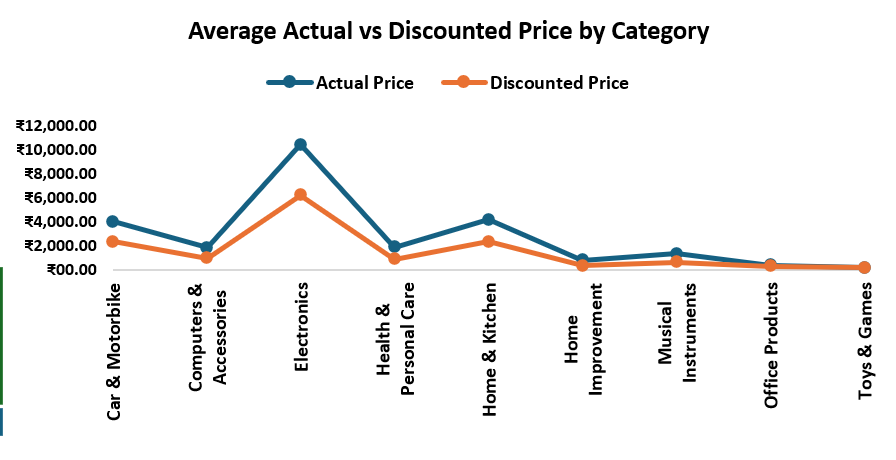 Average Actual vs Discounted Price by Category
Actual Price
Discounted Price
₹12,000.00
₹10,000.00
₹8,000.00
₹6,000.00
₹4,000.00
₹2,000.00
₹00.00
Car & Motorbike
Computers &
Accessories
Electronics
Health &
Personal Care
Home & Kitchen
Home
Improvement
Musical
Instruments
Office Products
Toys & Games